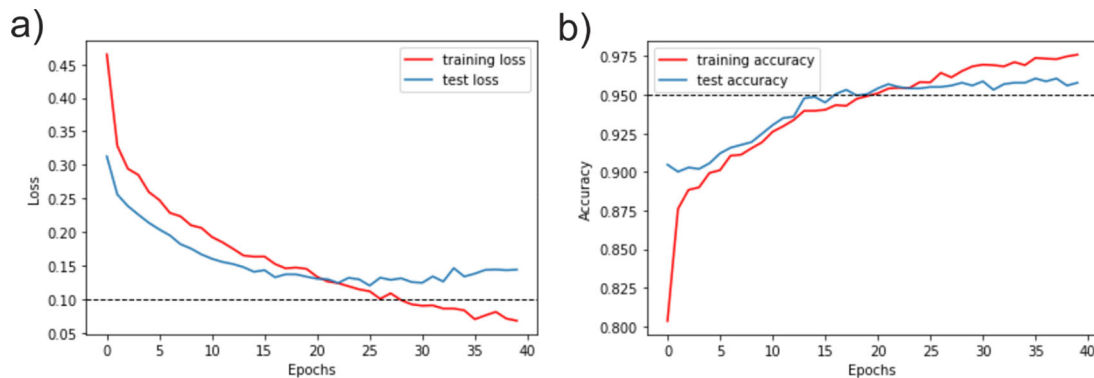 a)
0.45
0.40
0.35
0.30
0.25
0.20
0.15
0.10
0.05
Loss
training loss
test loss
0 5 10 15 20 25 30 35 40
Epochs
b)
0.975
0.950
0.925
0.900
0.875
0.850
0.825
0.800
Accuracy
training accuracy
test accuracy
0 5 10 15 20 25 30 35 40
Epochs